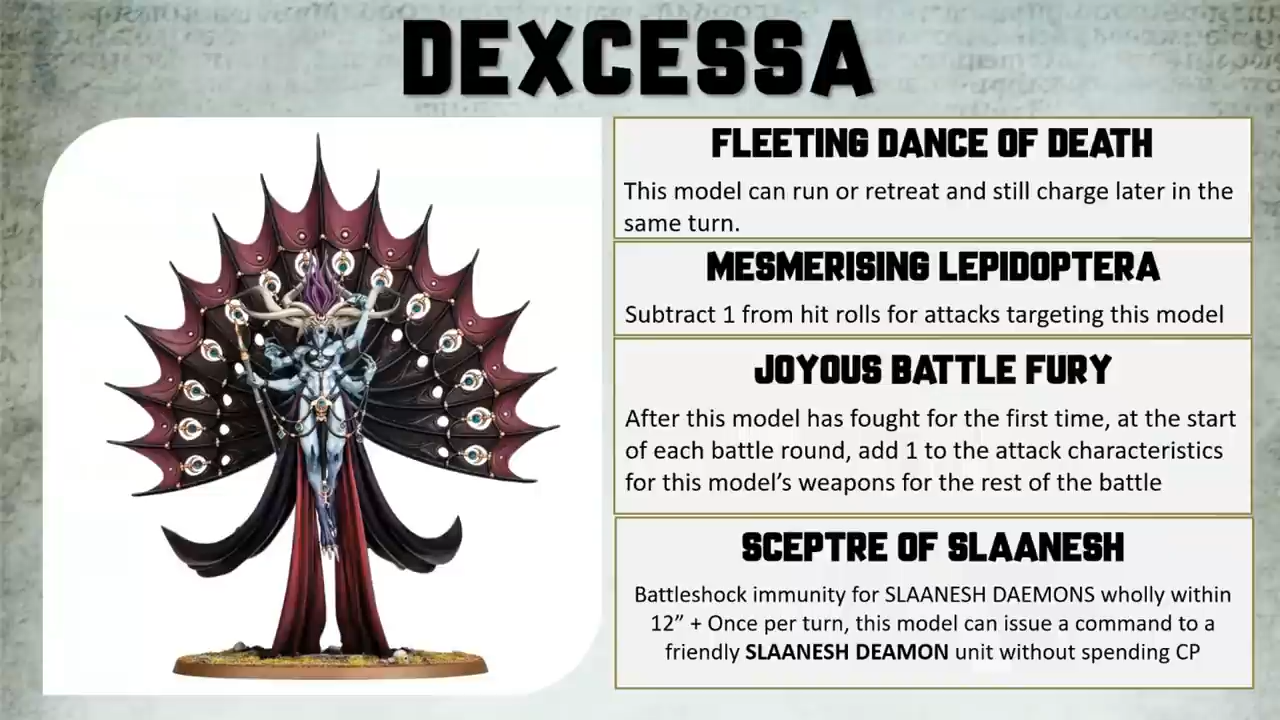 DEXCESSA
FLEETING DANCE OF DEATH
This model can run or retreat and still charge later in the
same turn.
MESMERISING LEPIDOPTERA
Subtract 1 from hit rolls for attacks targeting this model
JOYOUS BATTLE FURY
After this model has fought for the first time, at the start
of each battle round, add 1 to the attack characteristics
for this model’s weapons for the rest of the battle
SCEPTRE OF SLAANESH
Battleshock immunity for SLAANESH DAEMONS wholly within
12” + Once per turn, this model can issue a command to a
friendly SLAANESH DEAMON unit without spending CP